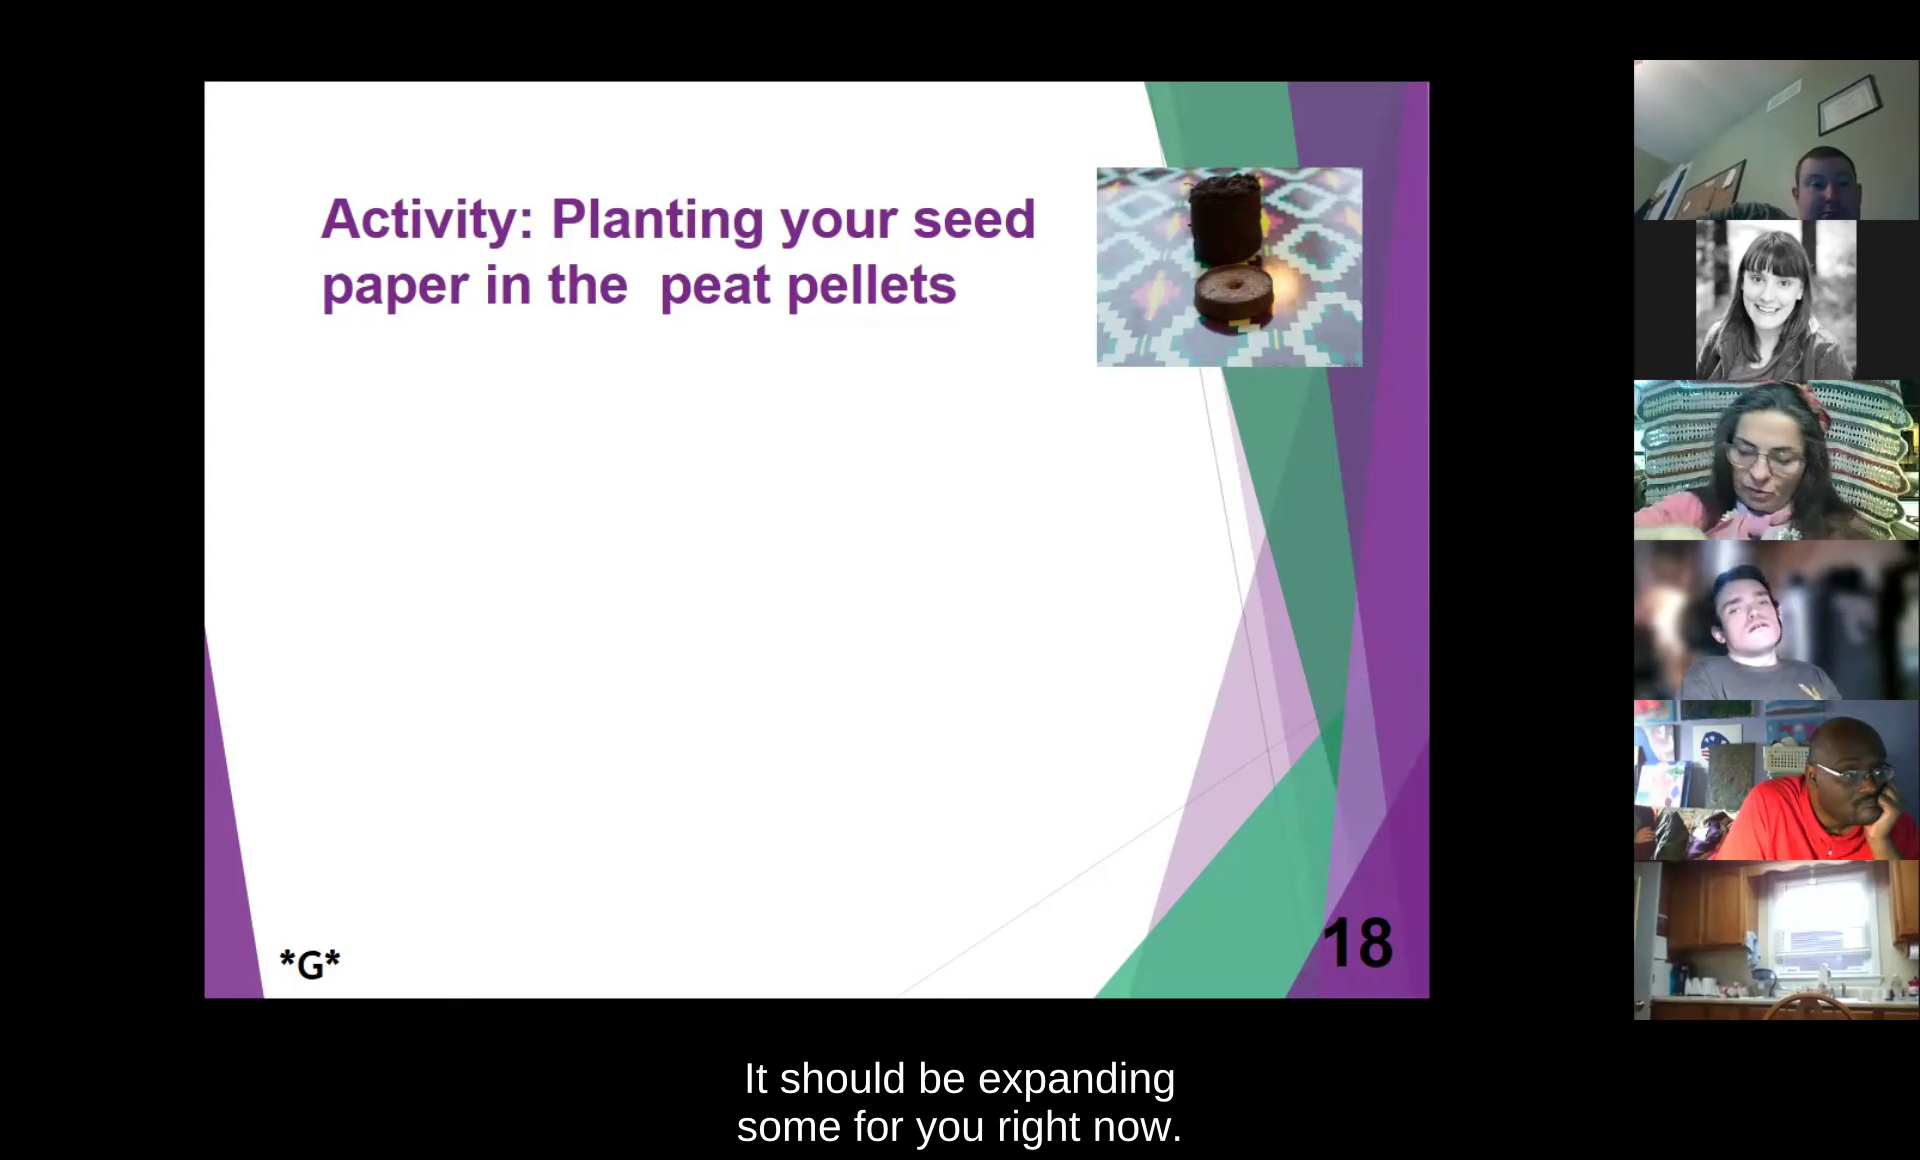 Activity: Planting your seed
paper in the  peat pellets
*G*
18
It should be expanding
some for you right now.